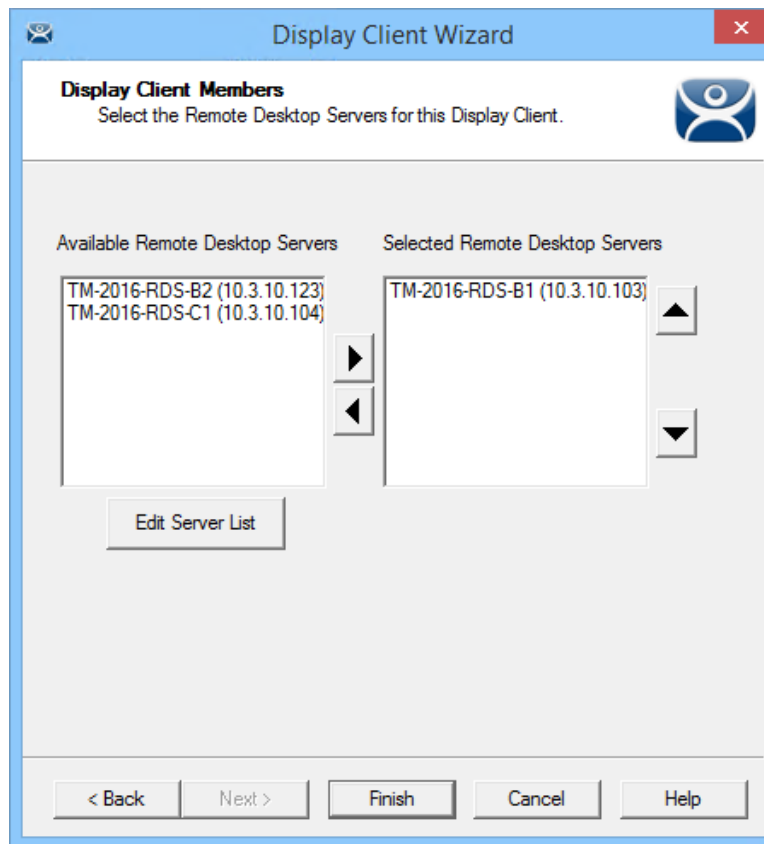 Display Client Wizard
Display Client Members
Select the Remote Desktop Servers for this Display Client.
Available Remote Desktop Servers
Selected Remote Desktop Servers
TM-2016-RDS-B2 (10.3.10.123)
TM-2016-RDS-C1 (10.3.10.104)
TM-2016-RDS-B1 (10.3.10.103)
Edit Server List
< Back
Next >
Finish
Cancel
Help